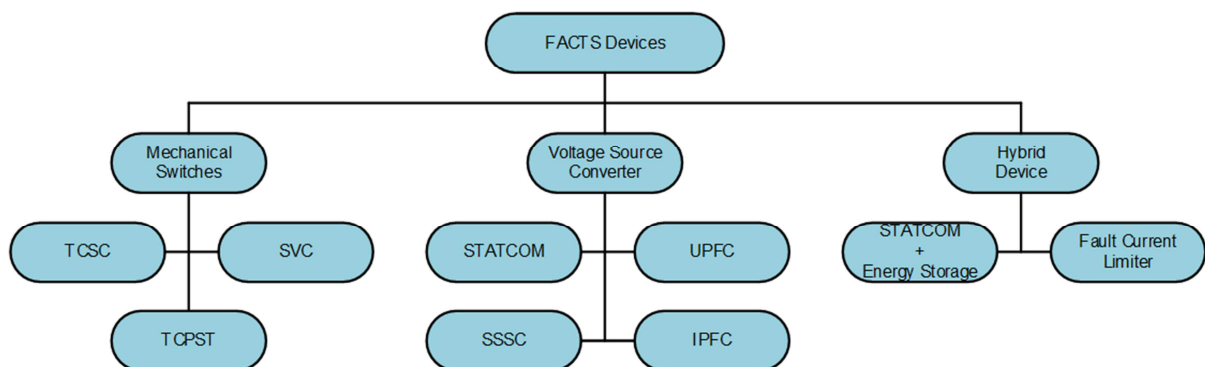 FACTS Devices
Mechanical
Switches
Voltage Source
Converter
Hybrid
Device
TCSC
SVC
STATCOM
UPFC
STATCOM
+
Energy Storage
Fault Current
Limiter
TCPST
SSSC
IPFC